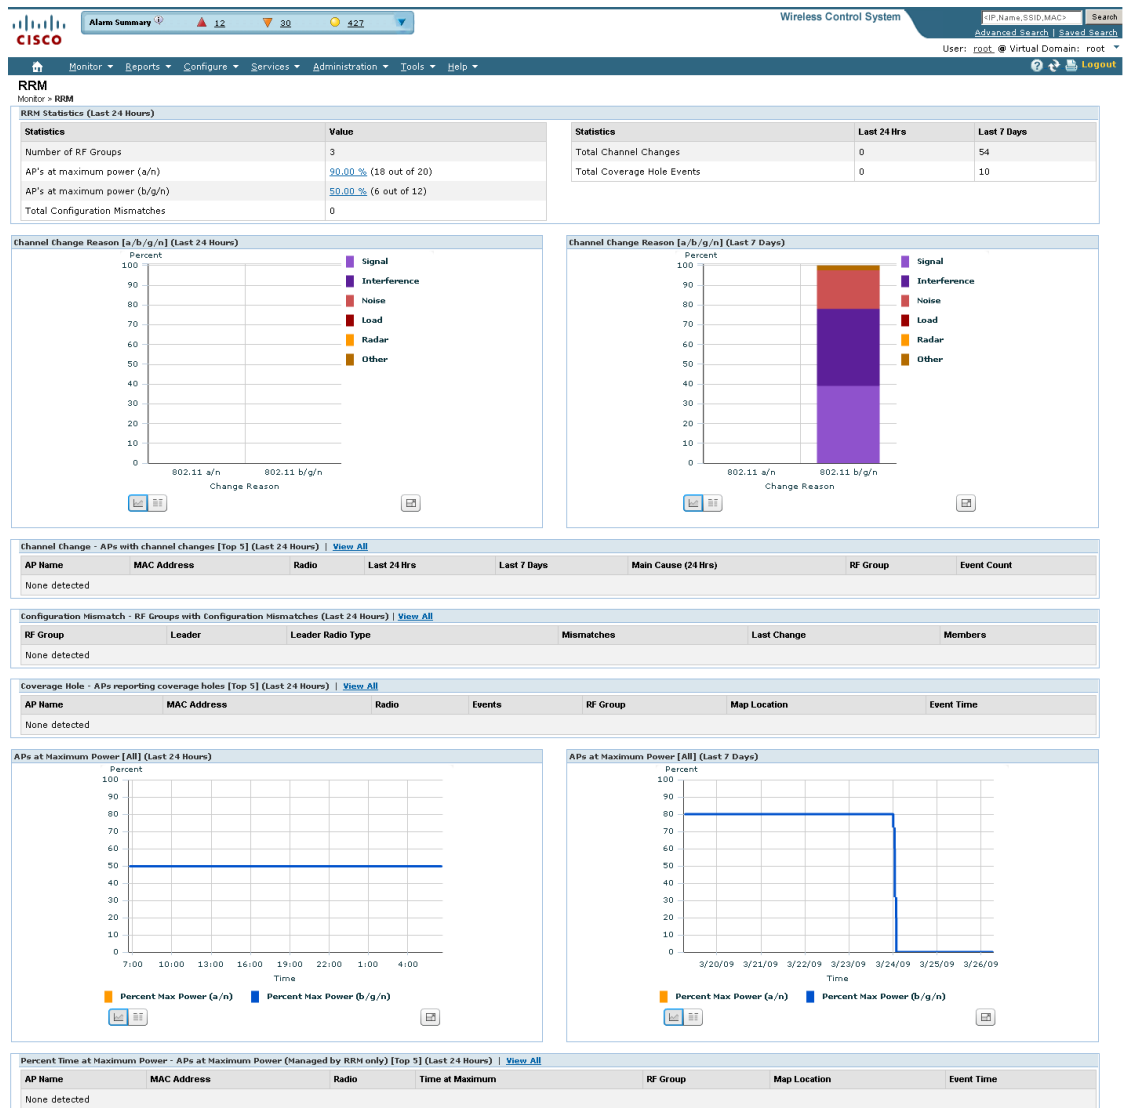 Alarm Summary 12 30 427
Wireless Control System
<IP,Name,SSID,MAC> Search
Advanced Search | Saved Search
CISCO
User: root @ Virtual Domain: root
Monitor Reports Configure Services Administration Tools Help ? Logout
RRM
Monitor > RRM
RRM Statistics (Last 24 Hours)
Statistics Value Statistics Last 24 Hrs Last 7 Days
Number of RF Groups 3 Total Channel Changes 0 54
AP's at maximum power (a/n) 90.00 % (18 out of 20) Total Coverage Hole Events 0 10
AP's at maximum power (b/g/n) 50.00 % (6 out of 12)
Total Configuration Mismatches 0
Channel Change Reason [a/b/g/n] (Last 24 Hours)
Percent
100
90
80
70
60
50
40
30
20
10
0
802.11 a/n 802.11 b/g/n
Change Reason
Signal
Interference
Noise
Load
Radar
Other
Channel Change Reason [a/b/g/n] (Last 7 Days)
Percent
100
90
80
70
60
50
40
30
20
10
0
802.11 a/n 802.11 b/g/n
Change Reason
Signal
Interference
Noise
Load
Radar
Other
Channel Change - APs with channel changes [Top 5] (Last 24 Hours) | View All
AP Name MAC Address Radio Last 24 Hrs Last 7 Days Main Cause (24 Hrs) RF Group Event Count
None detected
Configuration Mismatch - RF Groups with Configuration Mismatches (Last 24 Hours) | View All
RF Group Leader Leader Radio Type Mismatches Last Change Members
None detected
Coverage Hole - APs reporting coverage holes [Top 5] (Last 24 Hours) | View All
AP Name MAC Address Radio Events RF Group Map Location Event Time
None detected
APs at Maximum Power [All] (Last 24 Hours)
Percent
100
90
80
70
60
50
40
30
20
10
0
7:00 10:00 13:00 16:00 19:00 22:00 1:00 4:00
Time
Percent Max Power (a/n) Percent Max Power (b/g/n)
APs at Maximum Power [All] (Last 7 Days)
Percent
100
90
80
70
60
50
40
30
20
10
0
3/20/09 3/21/09 3/22/09 3/23/09 3/24/09 3/25/09 3/26/09
Time
Percent Max Power (a/n) Percent Max Power (b/g/n)
Percent Time at Maximum Power - APs at Maximum Power (Managed by RRM only) [Top 5] (Last 24 Hours) | View All
AP Name MAC Address Radio Time at Maximum RF Group Map Location Event Time
None detected